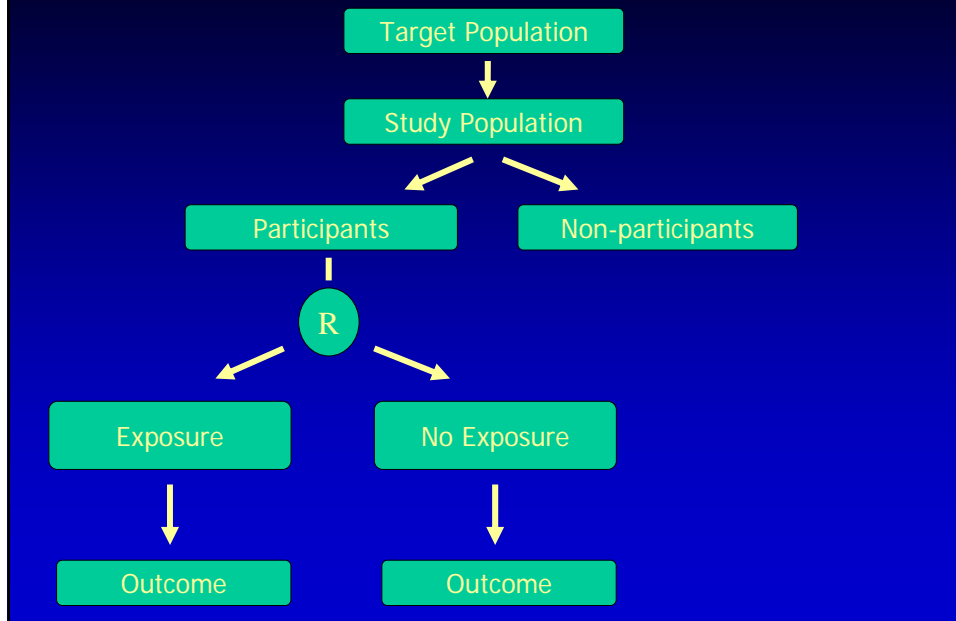 Target Population
Study Population
Participants
Non-participants
R
Exposure
No Exposure
Outcome
Outcome